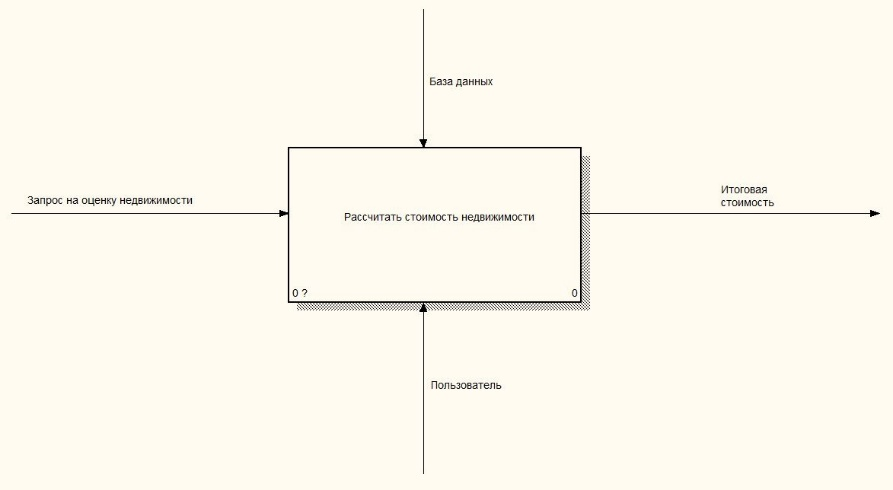 База данных
Запрос на оценку недвижимости
Итоговая
стоимость
Рассчитать стоимость недвижимости
0 ?
0
Пользователь